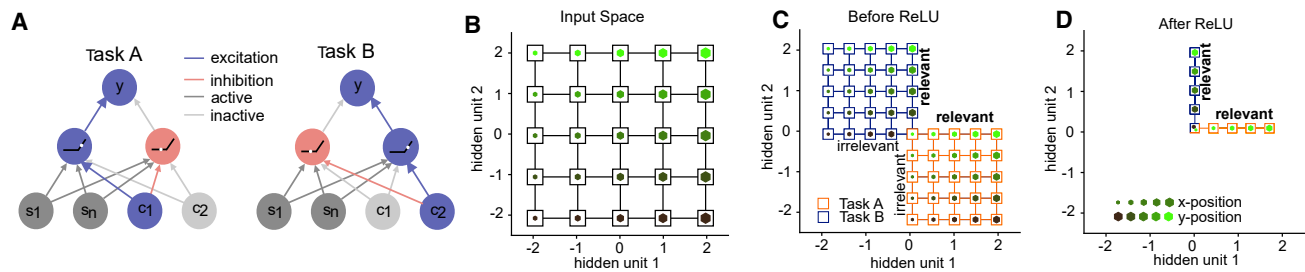 A
Task A
Task B
excitation
inhibition
active
inactive
y
y
s1
sn
c1
c2
s1
sn
c1
c2
B
Input Space
hidden unit 2
2
1
0
-1
-2
-2
-1
0
1
2
hidden unit 1
C
Before ReLU
hidden unit 2
2
1
0
-1
-2
relevant
relevant
irrelevant
irrelevant
Task A
Task B
-2
-1
0
1
2
hidden unit 1
D
After ReLU
hidden unit 2
2
1
0
-1
-2
relevant
relevant
x-position
y-position
-2
-1
0
1
2
hidden unit 1